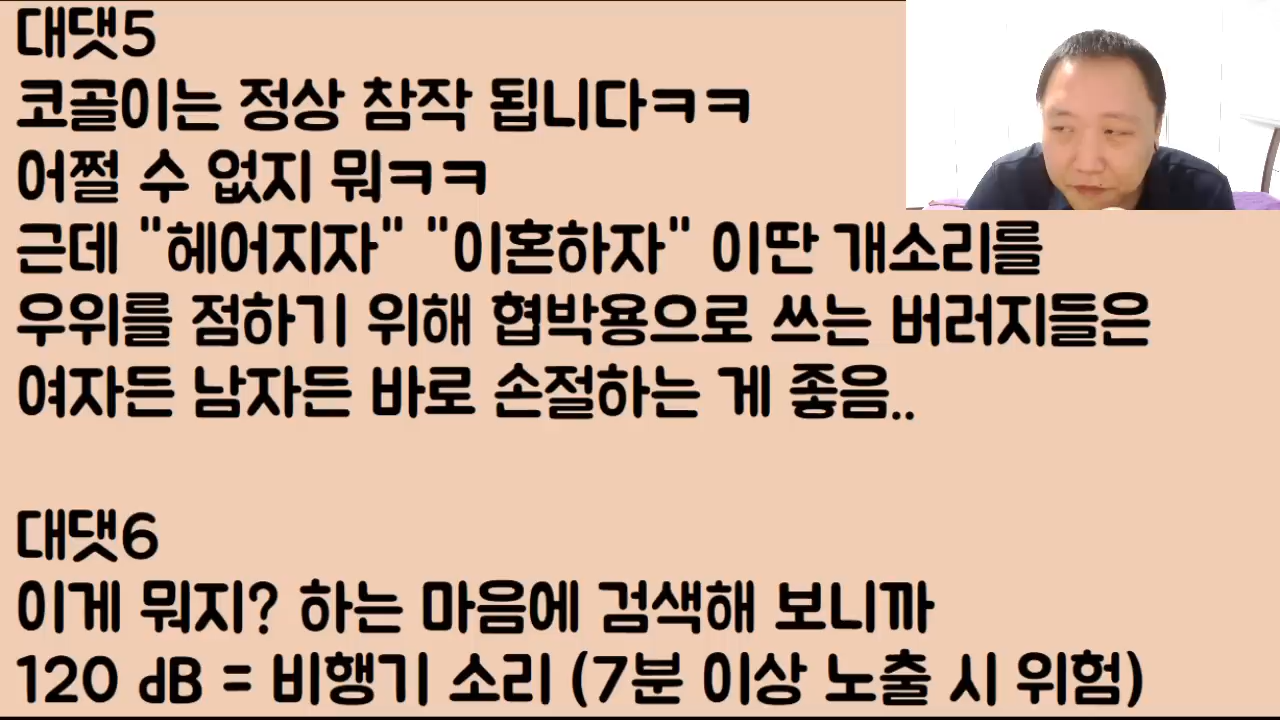 대댓5
코골이는 정상 참작 됩니다ㅋㅋ
어쩔 수 없지 뭐ㅋㅋ
근데 "헤어지자" "이혼하자" 이딴 개소리를
우위를 점하기 위해 협박용으로 쓰는 버러지들은
여자든 남자든 바로 손절하는 게 좋음..
대댓6
이게 뭐지? 하는 마음에 검색해 보니까
120 dB = 비행기 소리 (7분 이상 노출 시 위험)